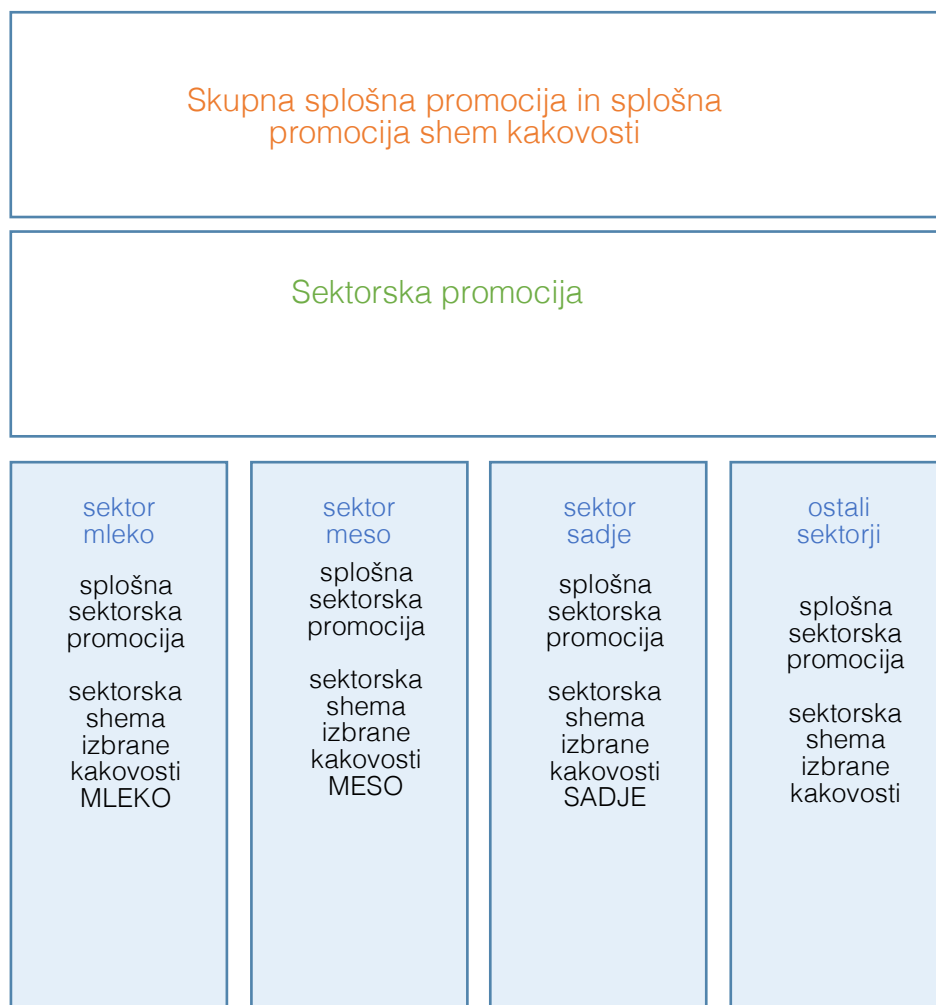 Skupna splošna promocija in splošna
promocija shem kakovosti
Sektorska promocija
sektor
mleko
splošna
sektorska
promocija
sektorska
shema
izbrane
kakovosti
MLEKO
sektor
meso
splošna
sektorska
promocija
sektorska
shema
izbrane
kakovosti
MESO
sektor
sadje
splošna
sektorska
promocija
sektorska
shema
izbrane
kakovosti
SADJE
ostali
sektorji
splošna
sektorska
promocija
sektorska
shema
izbrane
kakovosti